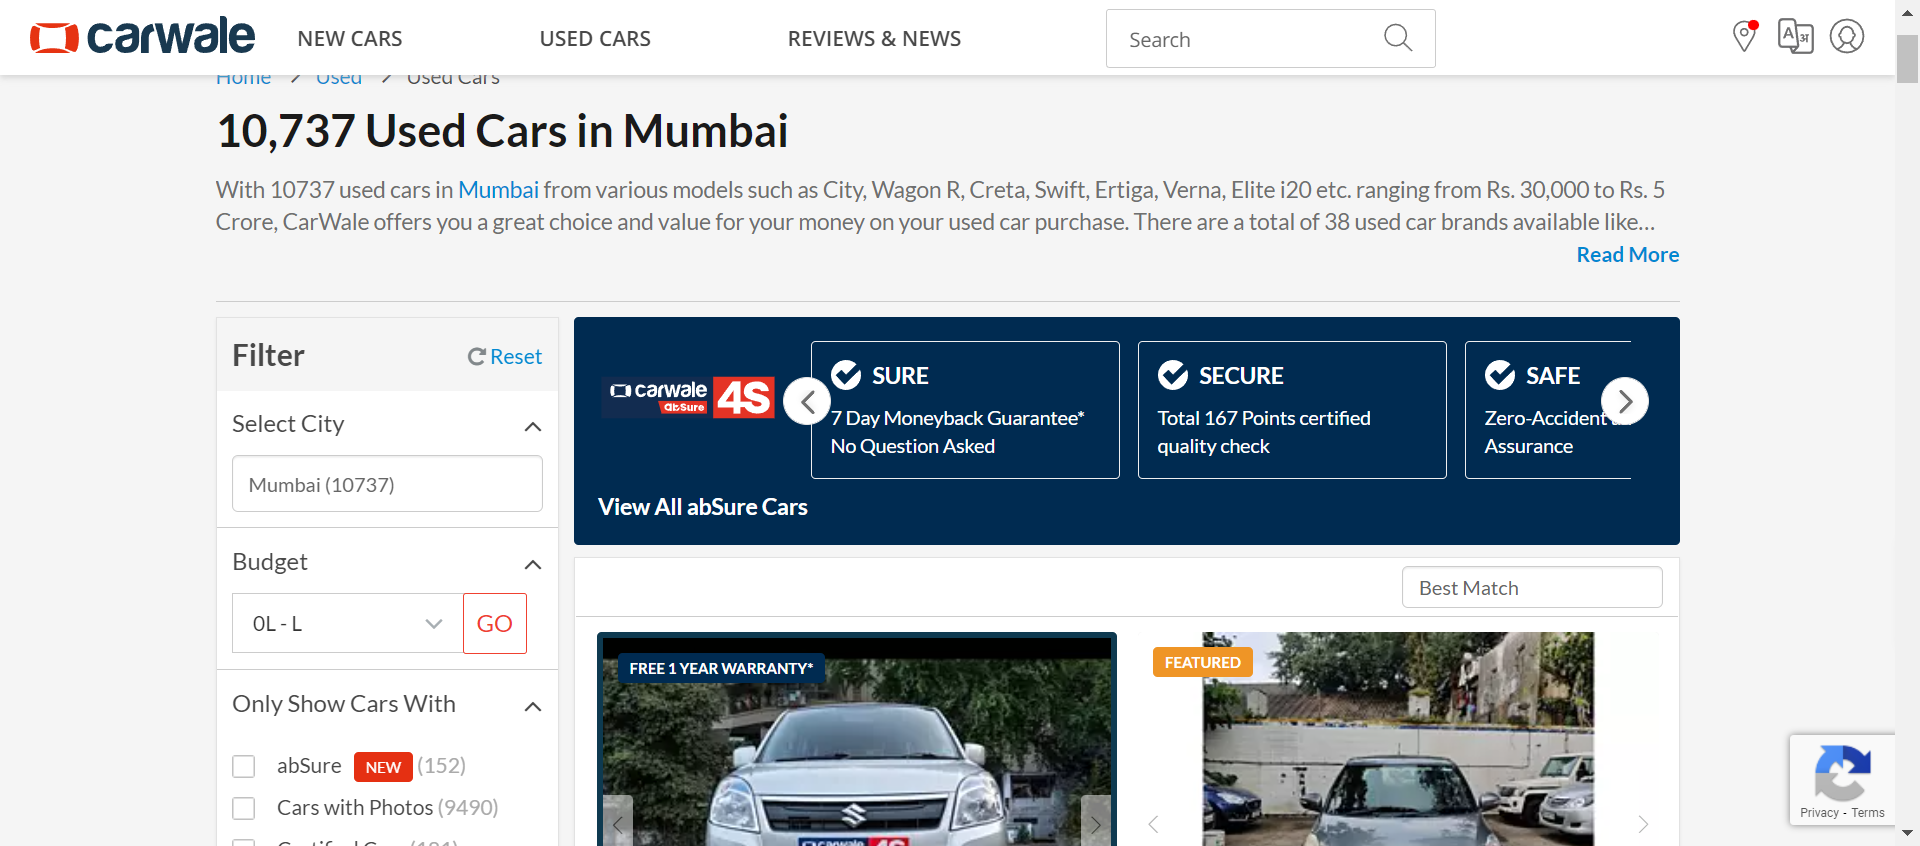 carwale
NEW CARS
USED CARS
REVIEWS & NEWS
Search
Home
Used
Used Cars
10,737 Used Cars in Mumbai
With 10737 used cars in Mumbai from various models such as City, Wagon R, Creta, Swift, Ertiga, Verna, Elite i20 etc. ranging from Rs. 30,000 to Rs. 5
Crore, CarWale offers you a great choice and value for your money on your used car purchase. There are a total of 38 used car brands available like...
Read More
Filter
Reset
Select City
Mumbai (10737)
Budget
0L - L
GO
Only Show Cars With
abSure NEW (152)
Cars with Photos (9490)
carwale
abSure
4S
SURE
7 Day Moneyback Guarantee*
No Question Asked
SECURE
Total 167 Points certified
quality check
SAFE
Zero-Accident
Assurance
View All abSure Cars
Best Match
FREE 1 YEAR WARRANTY*
carwale 4S
FEATURED
Privacy - Terms